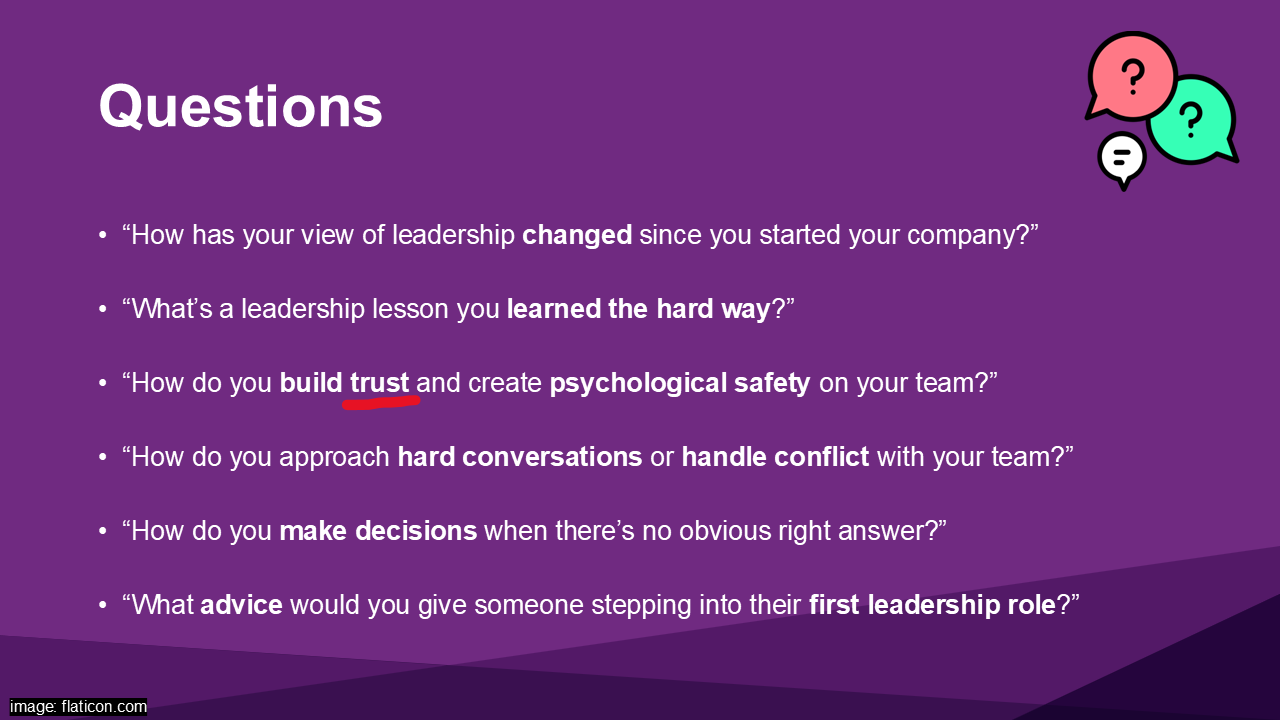 Questions
? ?
• “How has your view of leadership changed since you started your company?”
• “What’s a leadership lesson you learned the hard way?”
• “How do you build trust and create psychological safety on your team?”
• “How do you approach hard conversations or handle conflict with your team?”
• “How do you make decisions when there’s no obvious right answer?”
• “What advice would you give someone stepping into their first leadership role?”
image: flaticon.com